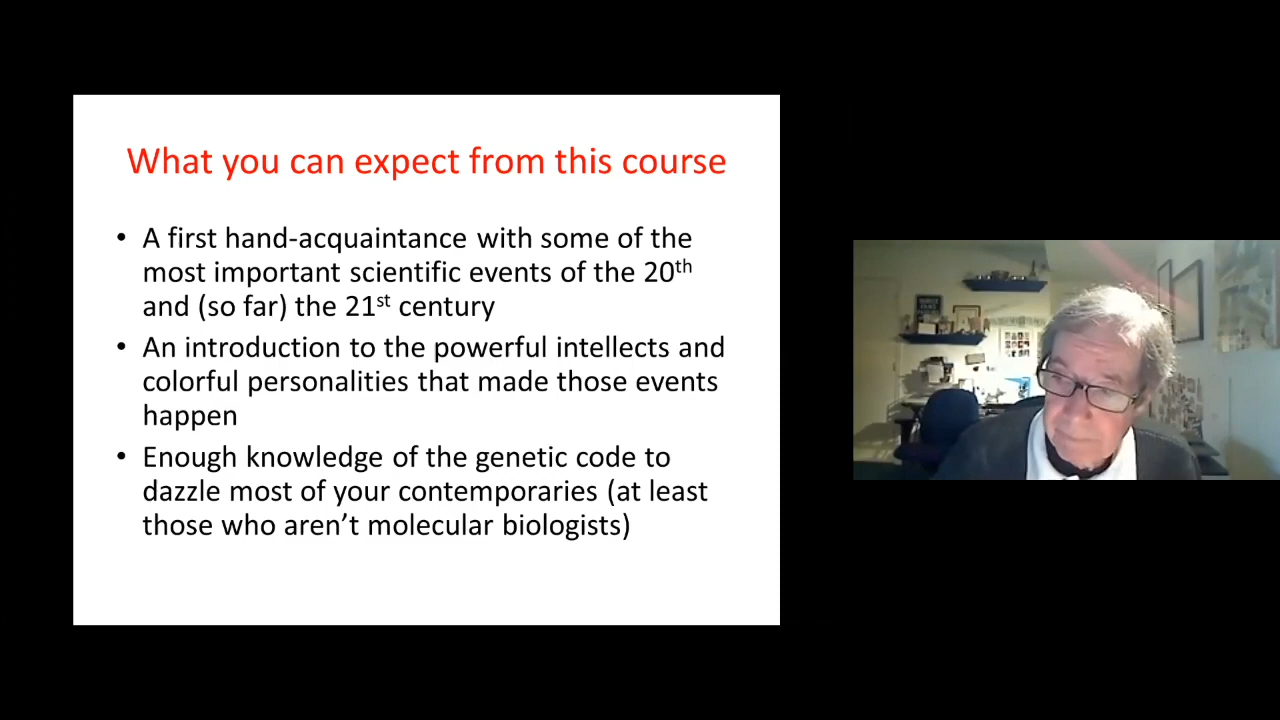 What you can expect from this course
• A first hand-acquaintance with some of the
most important scientific events of the 20th
and (so far) the 21st century
• An introduction to the powerful intellects and
colorful personalities that made those events
happen
• Enough knowledge of the genetic code to
dazzle most of your contemporaries (at least
those who aren’t molecular biologists)